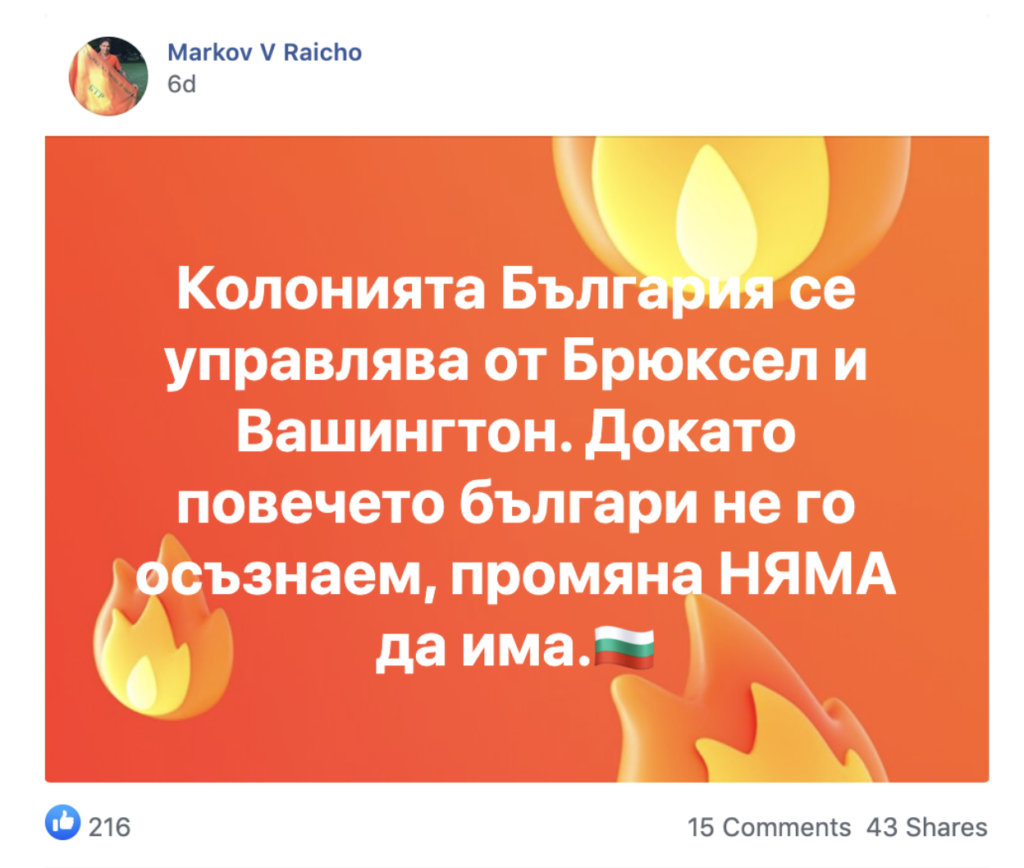 Markov V Raicho
6d
Колонията България се
управлява от Брюксел и
Вашингтон. Докато
повечето българи не го
осъзнаем, промяна НЯМА
да има.🇧🇬
216
15 Comments 43 Shares